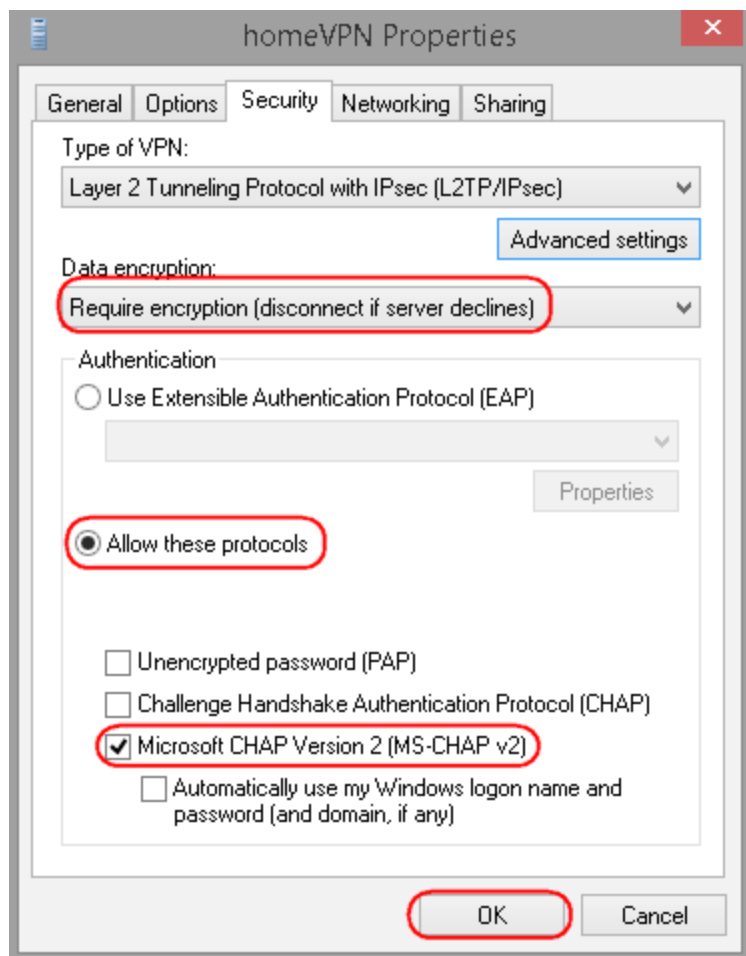 homeVPN Properties
General Options Security Networking Sharing
Type of VPN:
Layer 2 Tunneling Protocol with IPsec (L2TP/IPsec)
Advanced settings
Data encryption:
Require encryption (disconnect if server declines)
Authentication
Use Extensible Authentication Protocol (EAP)
Properties
Allow these protocols
Unencrypted password (PAP)
Challenge Handshake Authentication Protocol (CHAP)
Microsoft CHAP Version 2 (MS-CHAP v2)
Automatically use my Windows logon name and
password (and domain, if any)
OK Cancel